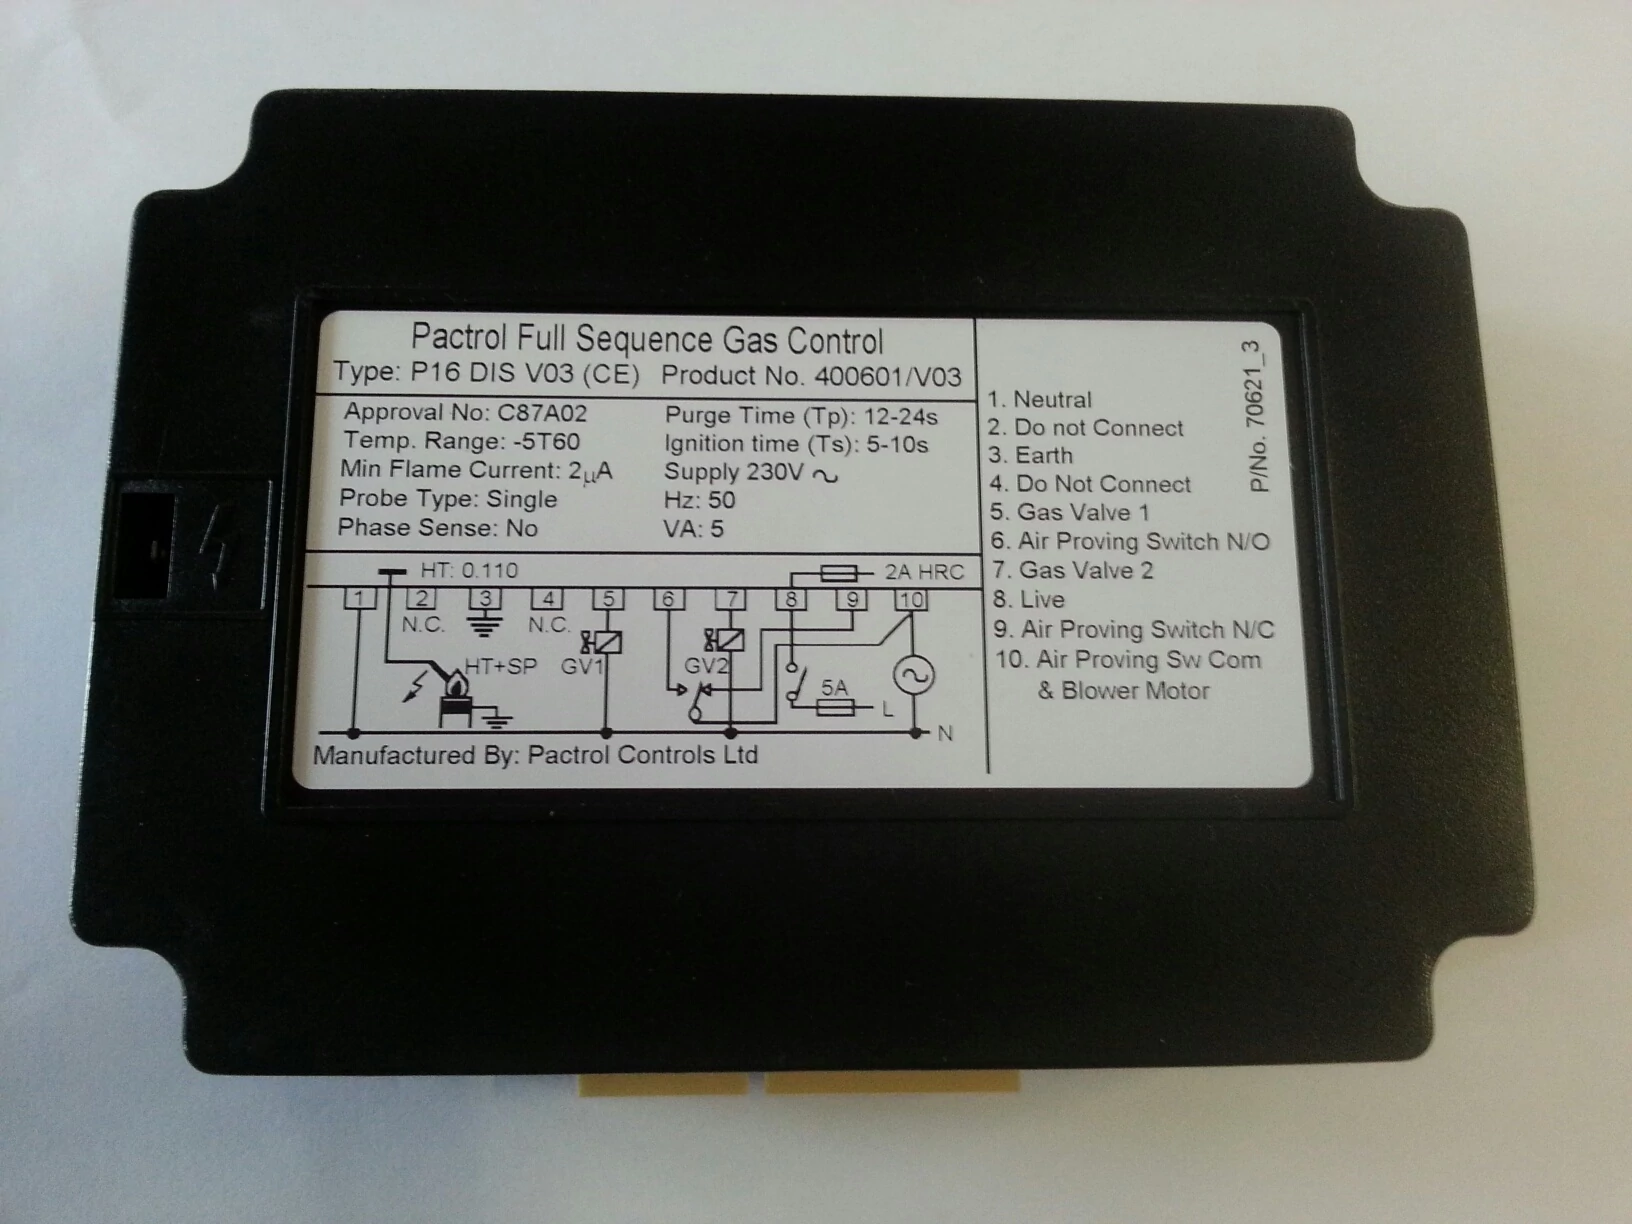 Pactrol Full Sequence Gas Control
Type: P16 DIS V03 (CE) Product No. 400601/V03
Approval No: C87A02
Temp. Range: -5T60
Min Flame Current: 2μA
Probe Type: Single
Phase Sense: No
Purge Time (Tp): 12-24s
Ignition time (Ts): 5-10s
Supply 230V ~
Hz: 50
VA: 5
HT: 0.110
2A HRC
1 2 3 4 5 6 7 8 9 10
N.C. N.C.
HT+SP GV1 GV2
5A
L
N
Manufactured By: Pactrol Controls Ltd
1. Neutral
2. Do not Connect
3. Earth
4. Do Not Connect
5. Gas Valve 1
6. Air Proving Switch N/O
7. Gas Valve 2
8. Live
9. Air Proving Switch N/C
10. Air Proving Sw Com
& Blower Motor
P/No. 70621_3